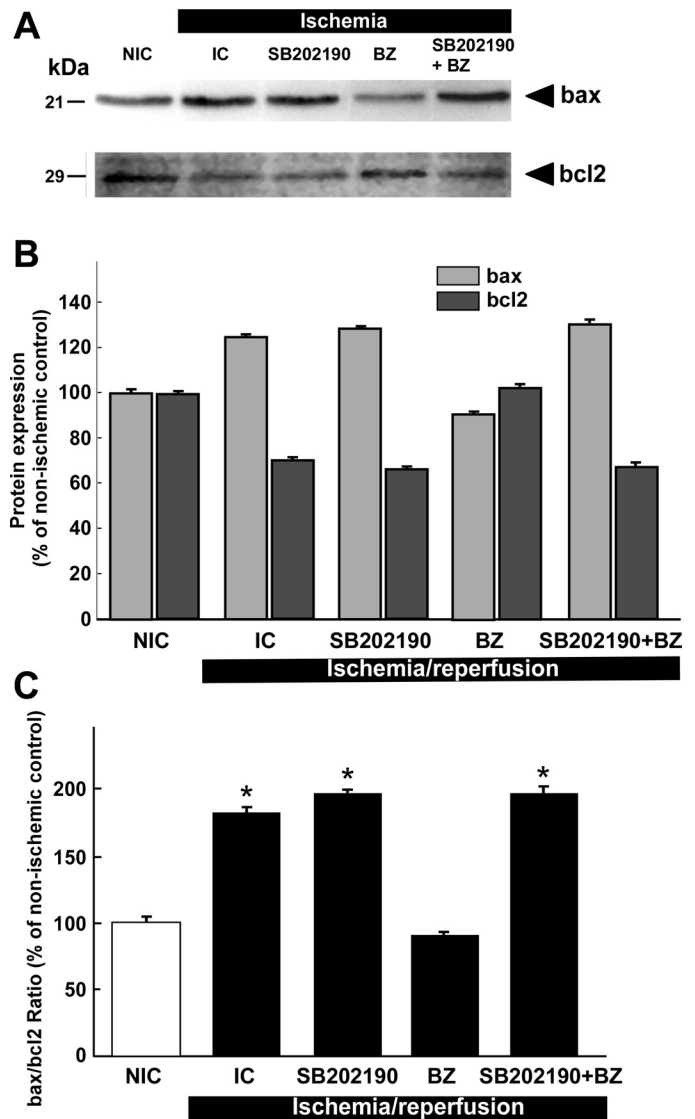 A
Ischemia
kDa
NIC
IC
SB202190
BZ
SB202190
+ BZ
21
bax
29
bcl2
B
bax
bcl2
Protein expression
(% of non-ischemic control)
140
120
100
80
60
40
20
0
NIC
IC
SB202190
BZ
SB202190+BZ
Ischemia/reperfusion
C
bax/bcl2 Ratio (% of non-ischemic control)
200
150
100
50
0
*
*
*
NIC
IC
SB202190
BZ
SB202190+BZ
Ischemia/reperfusion